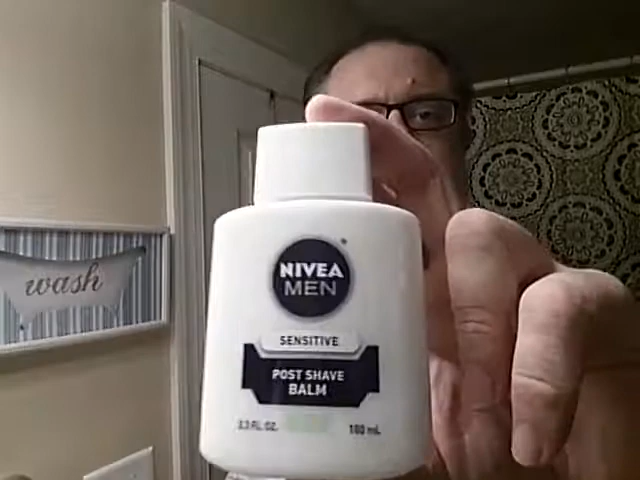 wash
NIVEA
MEN
SENSITIVE
POST SHAVE
BALM
3.3 FL. OZ. 100 mL